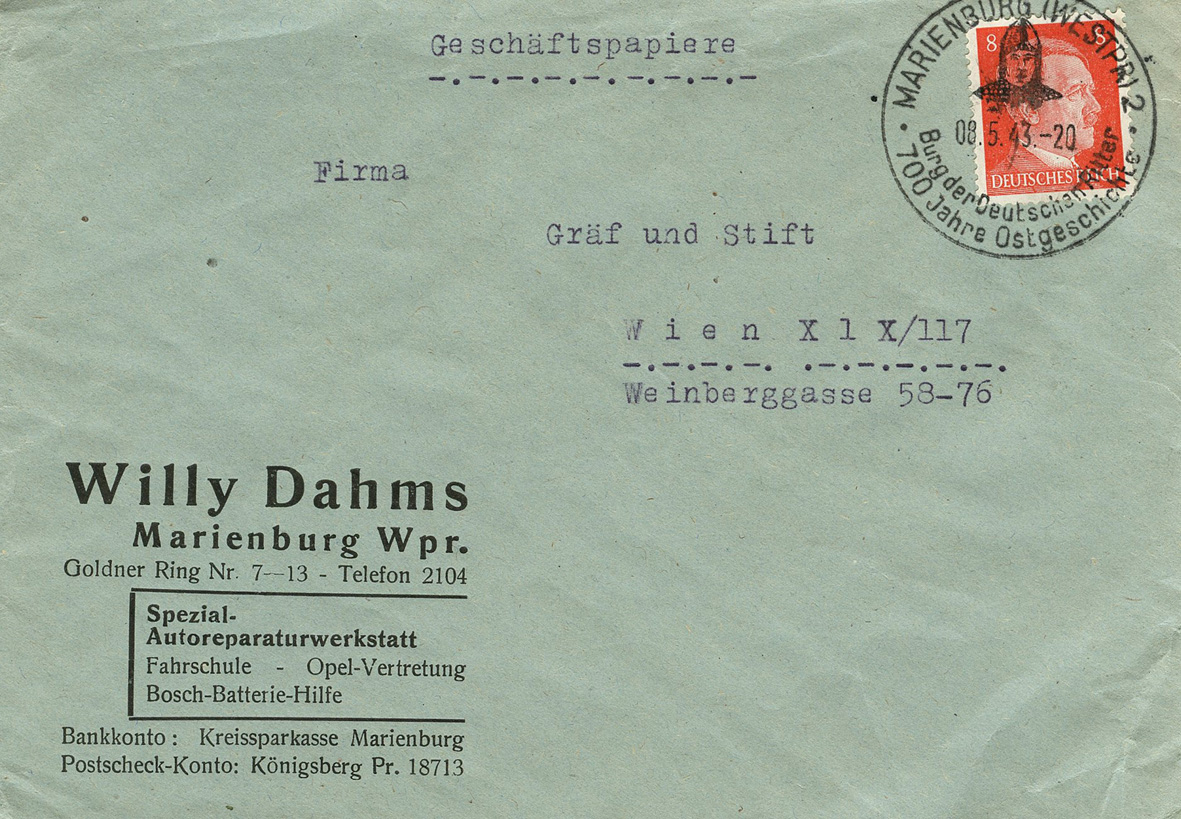 Geschäftspapiere
Firma
Gräf und Stift
Wien X l X/117
Weinberggasse 58-76
MARIENBURG (WESTPR) 2
08.5.43.-20
Burg der Deutschen Ritter
700 Jahre Ostgeschichte
8 8
DEUTSCHES REICH
Willy Dahms
Marienburg Wpr.
Goldner Ring Nr. 7—13 - Telefon 2104
Spezial-
Autoreparaturwerkstatt
Fahrschule - Opel-Vertretung
Bosch-Batterie-Hilfe
Bankkonto: Kreissparkasse Marienburg
Postscheck-Konto: Königsberg Pr. 18713